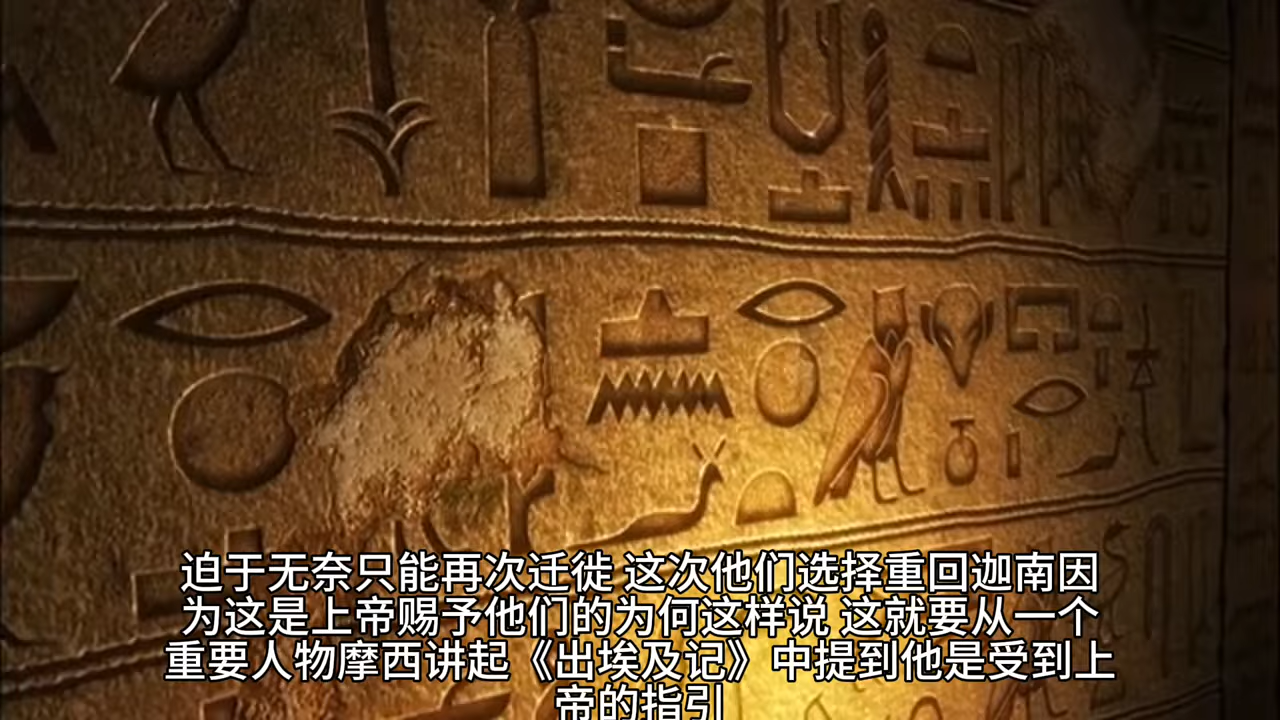 迫于无奈只能再次迁徙 这次他们选择重回迦南因
为这是上帝赐予他们的为何这样说 这就要从一个
重要人物摩西讲起《出埃及记》中提到他是受到上
帝的指引